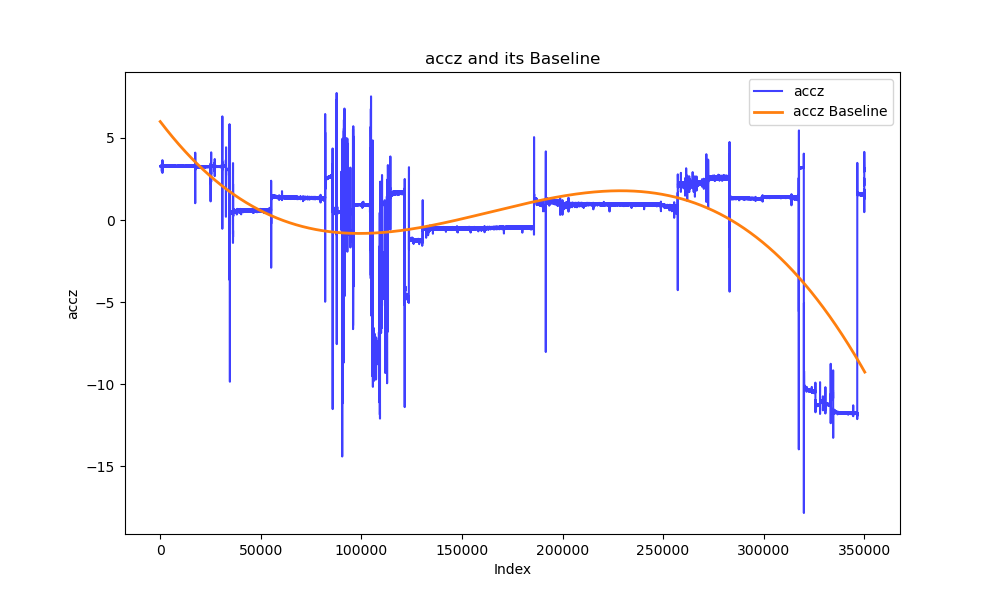 accz and its Baseline
accz
accz Baseline
accz
5
0
−5
−10
−15
0
50000
100000
150000
200000
250000
300000
350000
Index